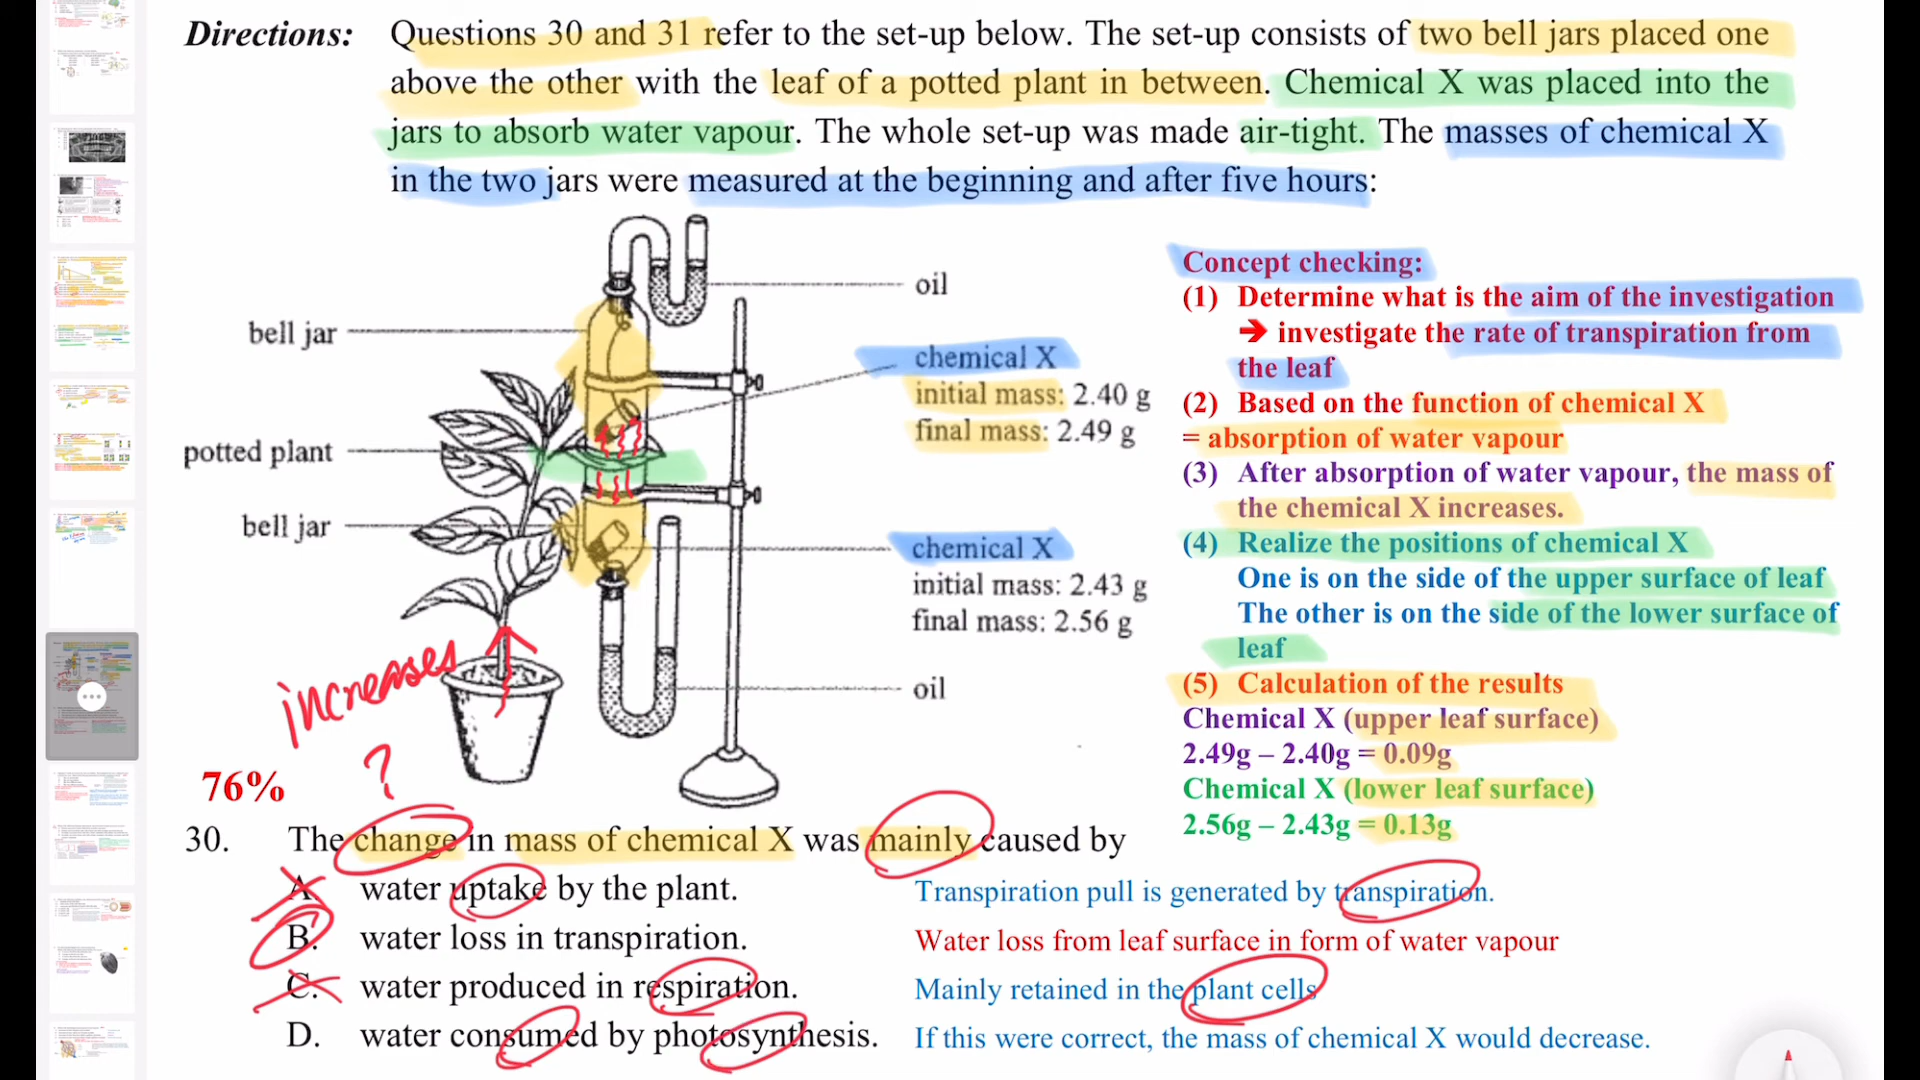 Directions: Questions 30 and 31 refer to the set-up below. The set-up consists of two bell jars placed one
above the other with the leaf of a potted plant in between. Chemical X was placed into the
jars to absorb water vapour. The whole set-up was made air-tight. The masses of chemical X
in the two jars were measured at the beginning and after five hours:
oil
bell jar
chemical X
initial mass: 2.40 g
final mass: 2.49 g
potted plant
bell jar
chemical X
initial mass: 2.43 g
final mass: 2.56 g
oil
increases
?
76%
Concept checking:
(1) Determine what is the aim of the investigation
➔ investigate the rate of transpiration from
the leaf
(2) Based on the function of chemical X
= absorption of water vapour
(3) After absorption of water vapour, the mass of
the chemical X increases.
(4) Realize the positions of chemical X
One is on the side of the upper surface of leaf
The other is on the side of the lower surface of
leaf
(5) Calculation of the results
Chemical X (upper leaf surface)
2.49g – 2.40g = 0.09g
Chemical X (lower leaf surface)
2.56g – 2.43g = 0.13g
30. The change in mass of chemical X was mainly caused by
A. water uptake by the plant. Transpiration pull is generated by transpiration.
B. water loss in transpiration. Water loss from leaf surface in form of water vapour
C. water produced in respiration. Mainly retained in the plant cells
D. water consumed by photosynthesis. If this were correct, the mass of chemical X would decrease.